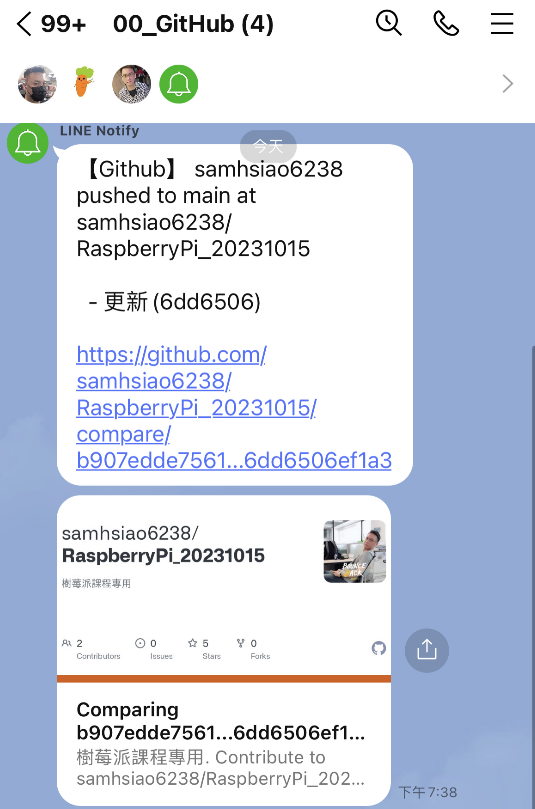 99+ 00_GitHub (4)
LINE Notify
今天
【Github】 samhsiao6238
pushed to main at
samhsiao6238/
RaspberryPi_20231015
- 更新 (6dd6506)
https://github.com/
samhsiao6238/
RaspberryPi_20231015/
compare/
b907edde7561...6dd6506ef1a3
samhsiao6238/
RaspberryPi_20231015
樹莓派課程專用
BOUNCE
BACK
2 0 5 0
Contributors Issues Stars Forks
Comparing
b907edde7561...6dd6506ef1...
樹莓派課程專用. Contribute to
samhsiao6238/RaspberryPi_202...
下午7:38